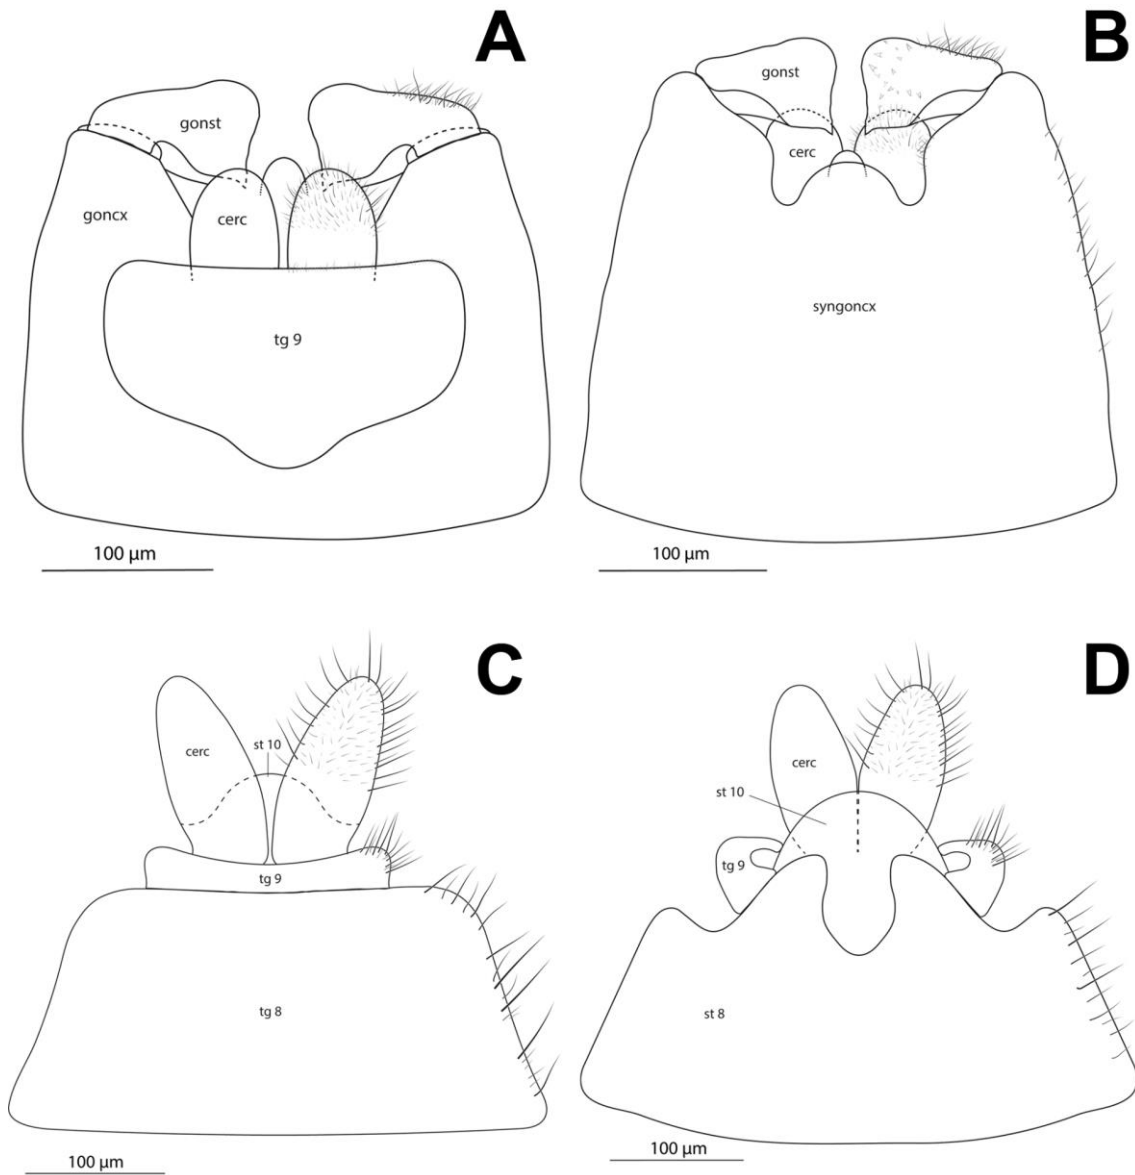 A
gonst
goncx
cerc
tg 9
100 µm
B
gonst
cerc
syngoncx
100 µm
C
cerc
st 10
tg 9
tg 8
100 µm
D
cerc
st 10
tg 9
st 8
100 µm